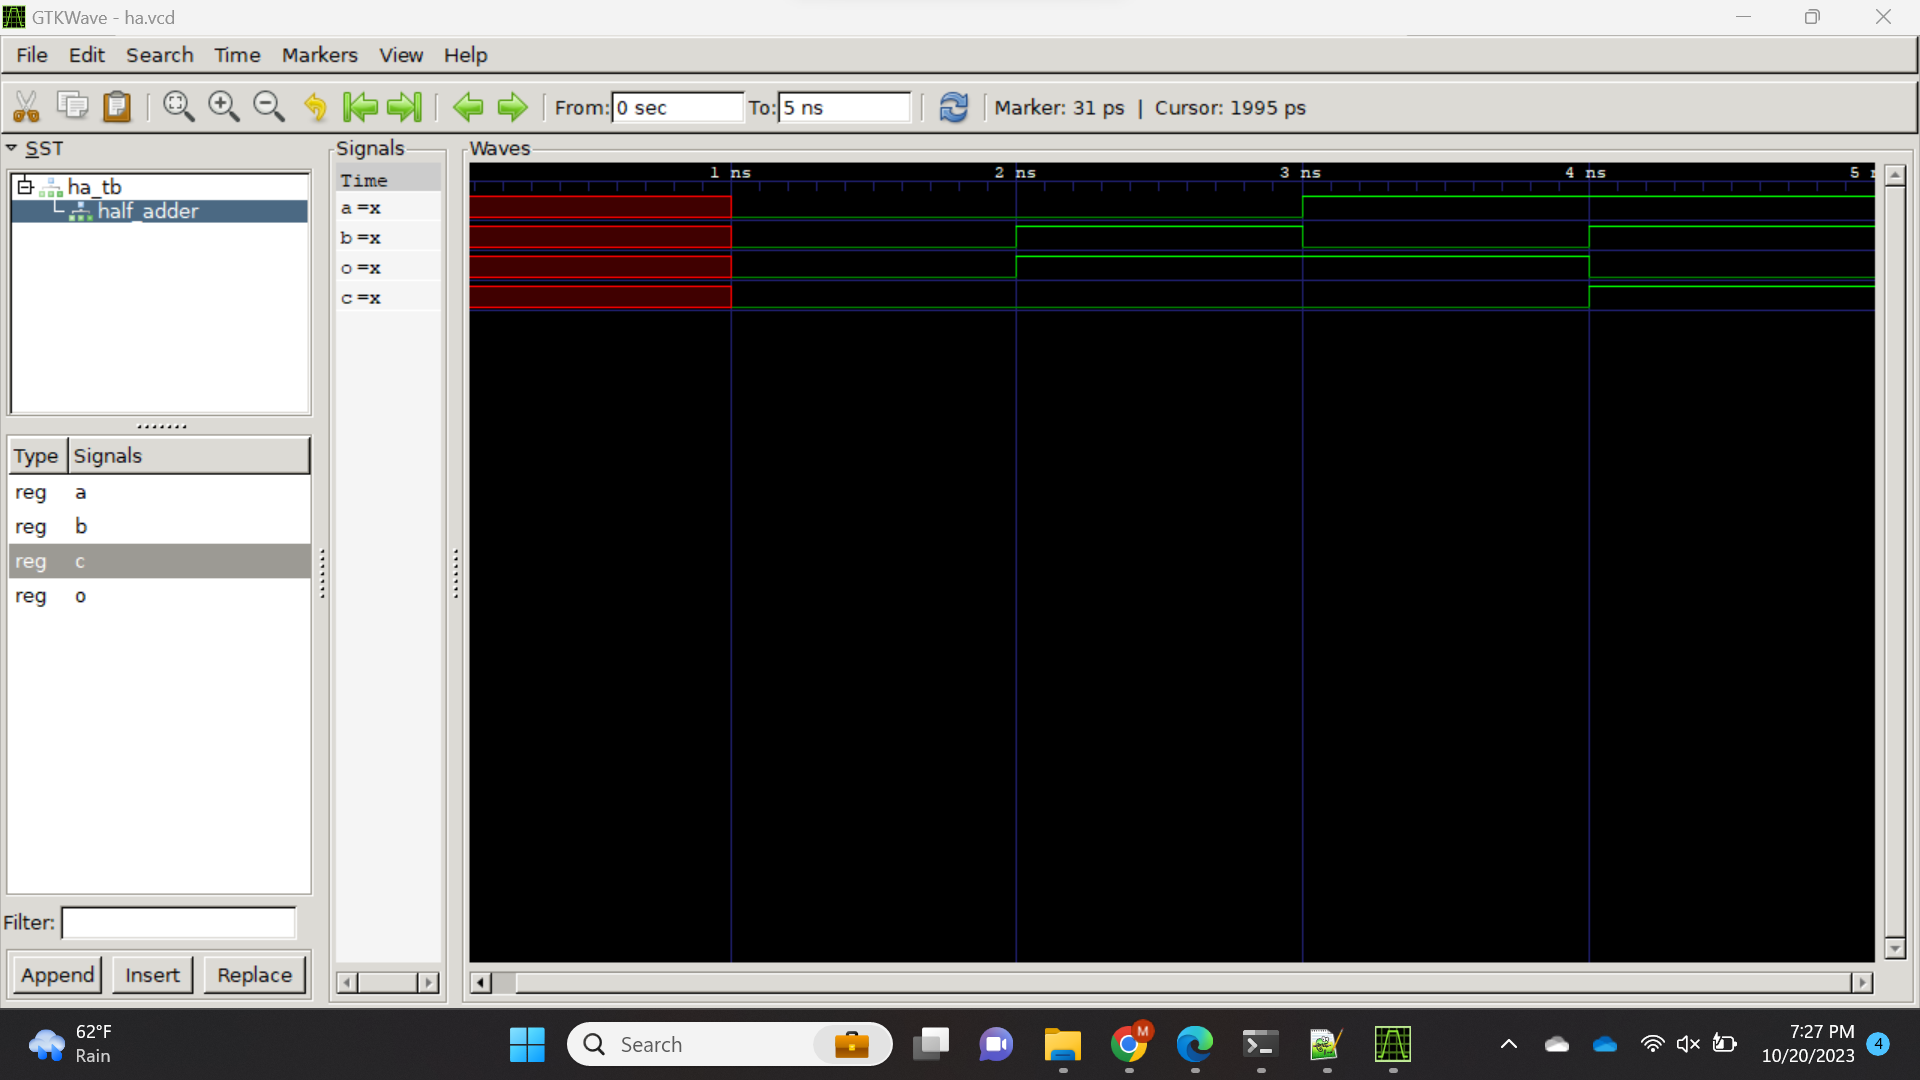 GTKWave - ha.vcd
File Edit Search Time Markers View Help
From: 0 sec To: 5 ns Marker: 31 ps | Cursor: 1995 ps
SST
ha_tb
half_adder
Type Signals
reg a
reg b
reg c
reg o
Filter:
Append Insert Replace
Signals
Time
a =x
b =x
o =x
c =x
Waves
1 ns 2 ns 3 ns 4 ns 5
62°F
Rain
Search
M
7:27 PM
10/20/2023
4